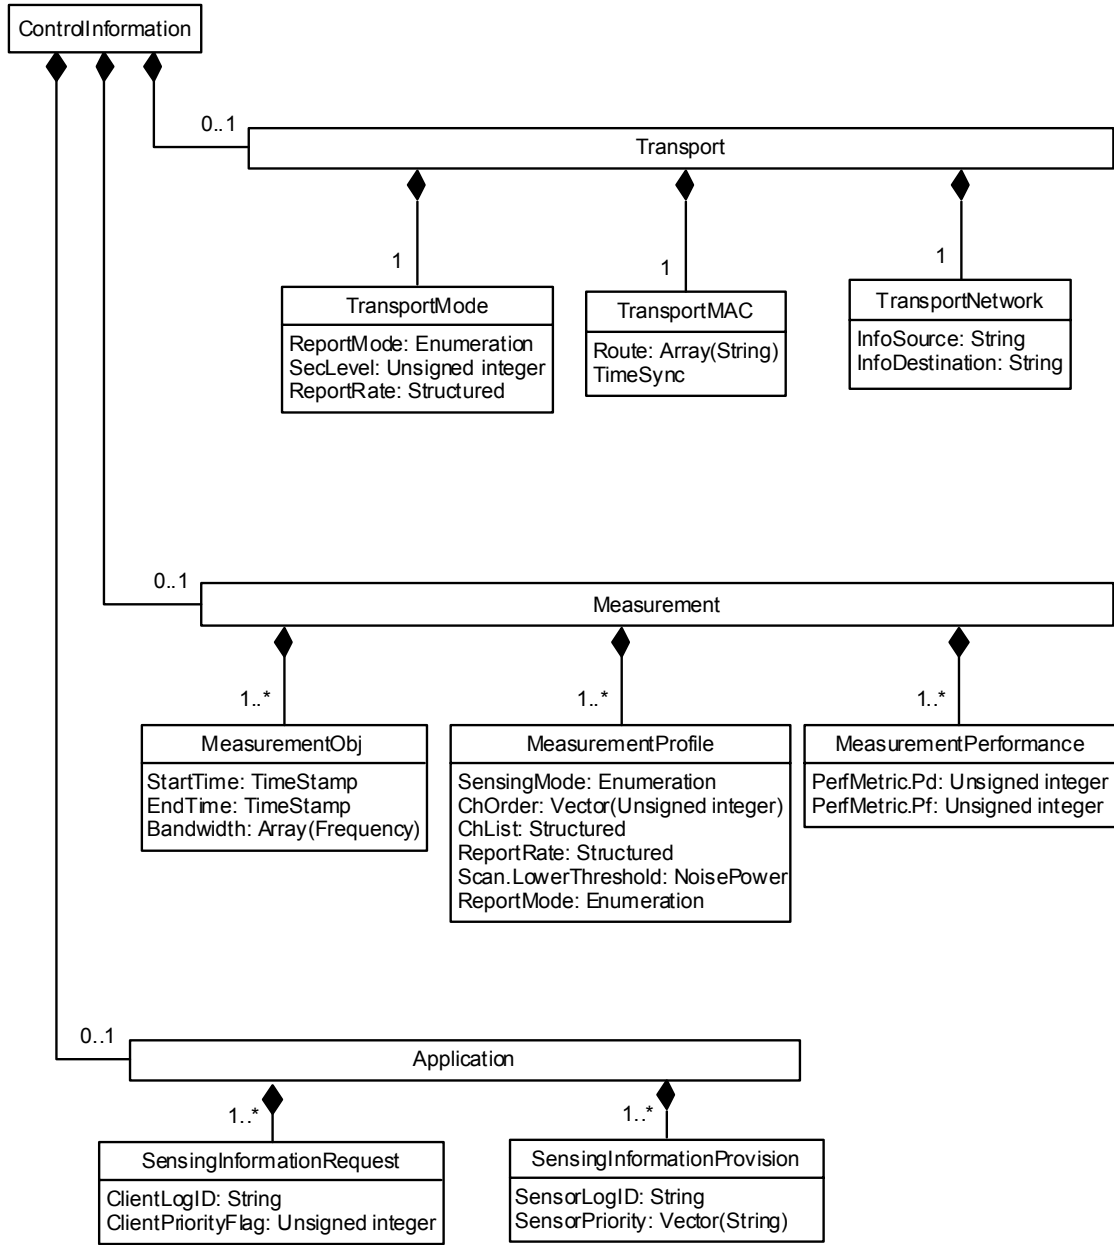 ControlInformation
0..1
Transport
1
1
1
TransportMode
ReportMode: Enumeration
SecLevel: Unsigned integer
ReportRate: Structured
TransportMAC
Route: Array(String)
TimeSync
TransportNetwork
InfoSource: String
InfoDestination: String
0..1
Measurement
1..*
1..*
1..*
MeasurementObj
StartTime: TimeStamp
EndTime: TimeStamp
Bandwidth: Array(Frequency)
MeasurementProfile
SensingMode: Enumeration
ChOrder: Vector(Unsigned integer)
ChList: Structured
ReportRate: Structured
Scan.LowerThreshold: NoisePower
ReportMode: Enumeration
MeasurementPerformance
PerfMetric.Pd: Unsigned integer
PerfMetric.Pf: Unsigned integer
0..1
Application
1..*
1..*
SensingInformationRequest
ClientLogID: String
ClientPriorityFlag: Unsigned integer
SensingInformationProvision
SensorLogID: String
SensorPriority: Vector(String)